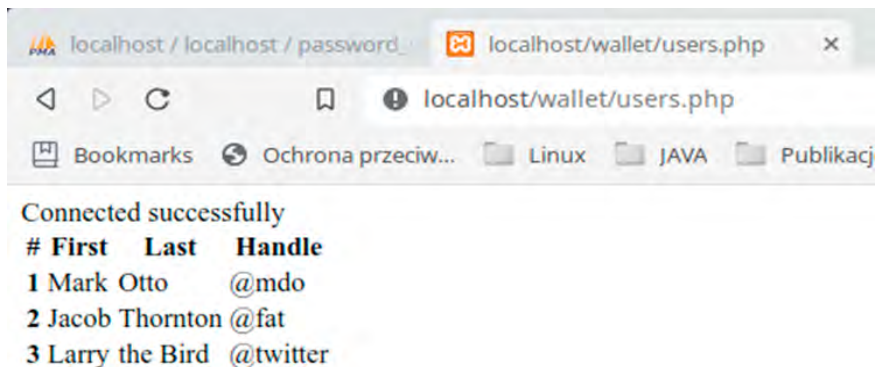 PMA localhost / localhost / password_ localhost/wallet/users.php ×
localhost/wallet/users.php
Bookmarks Ochrona przeciw... Linux JAVA Publikacj
Connected successfully
# First Last Handle
1 Mark Otto @mdo
2 Jacob Thornton @fat
3 Larry the Bird @twitter